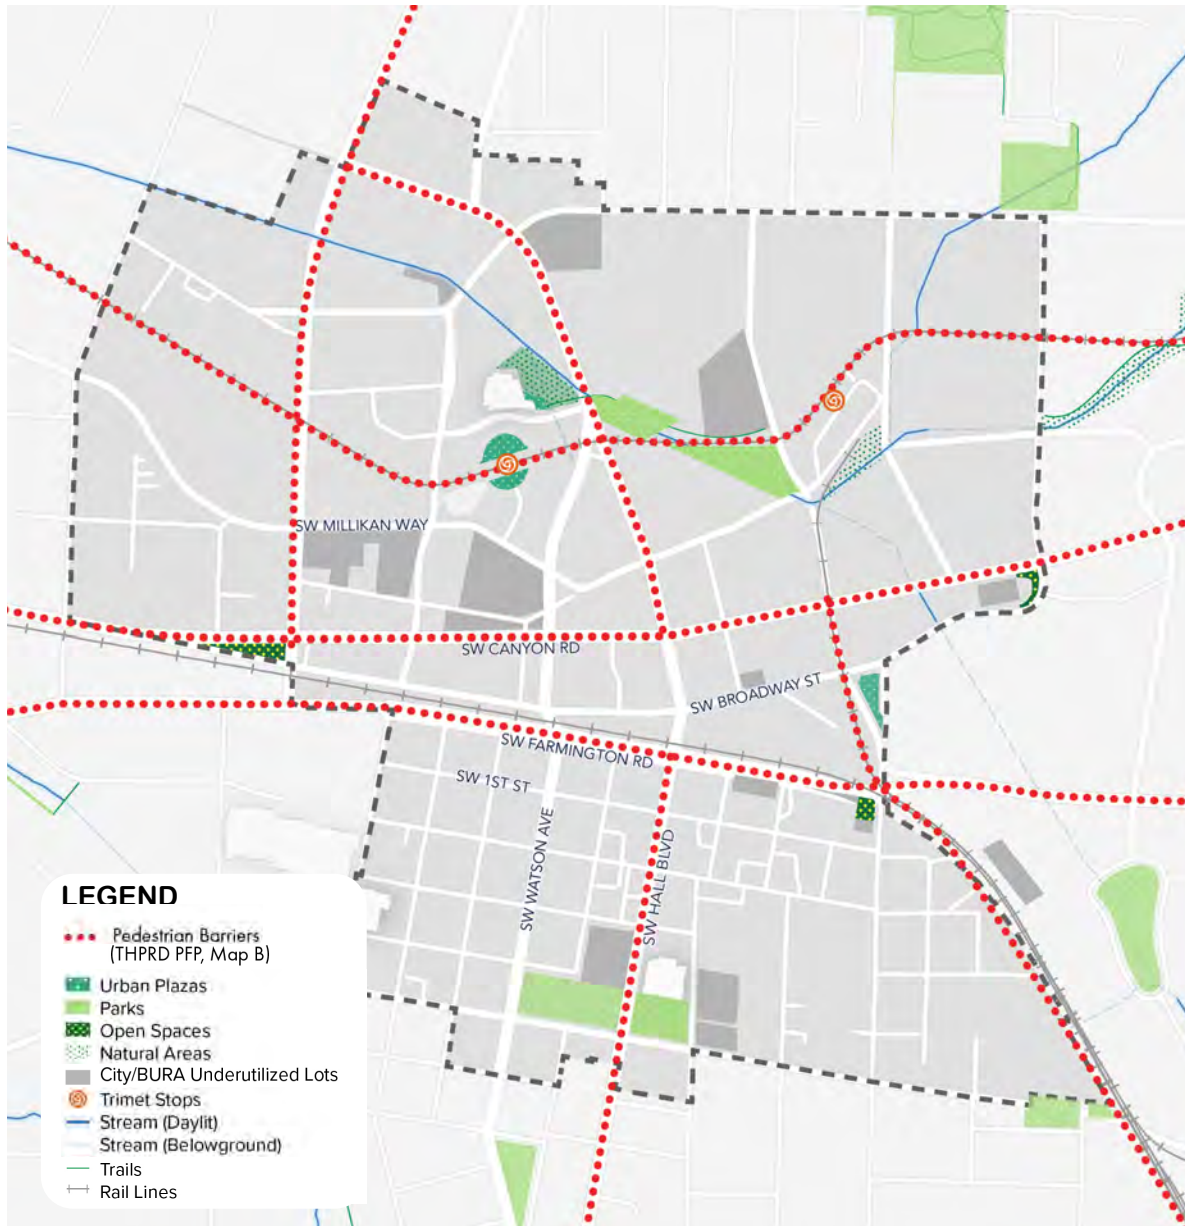 SW MILLIKAN WAY
SW CANYON RD
SW BROADWAY ST
SW FARMINGTON RD
SW 1ST ST
SW WATSON AVE
SW HALL BLVD
LEGEND
Pedestrian Barriers
(THPRD PFP, Map B)
Urban Plazas
Parks
Open Spaces
Natural Areas
City/BURA Underutilized Lots
Trimet Stops
Stream (Daylit)
Stream (Belowground)
Trails
Rail Lines